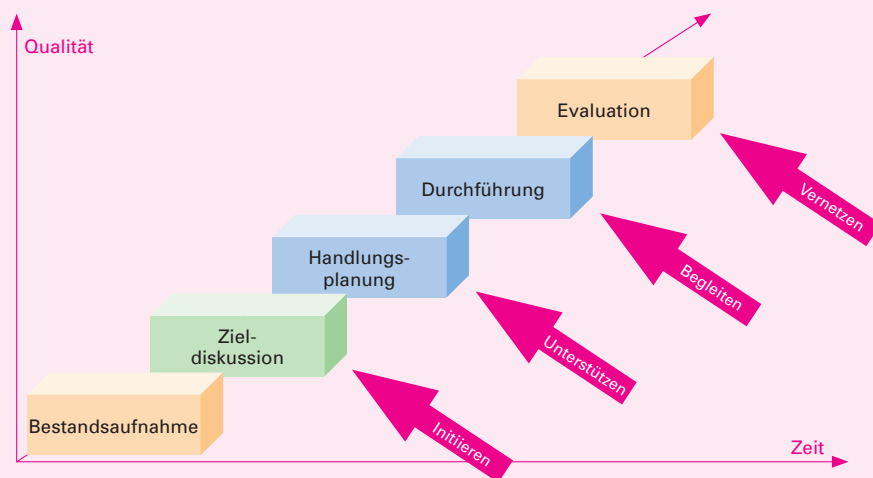 Qualität
Evaluation
Durchführung
Vernetzen
Handlungs-
planung
Begleiten
Ziel-
diskussion
Unterstützen
Bestandsaufnahme
Initiieren
Zeit